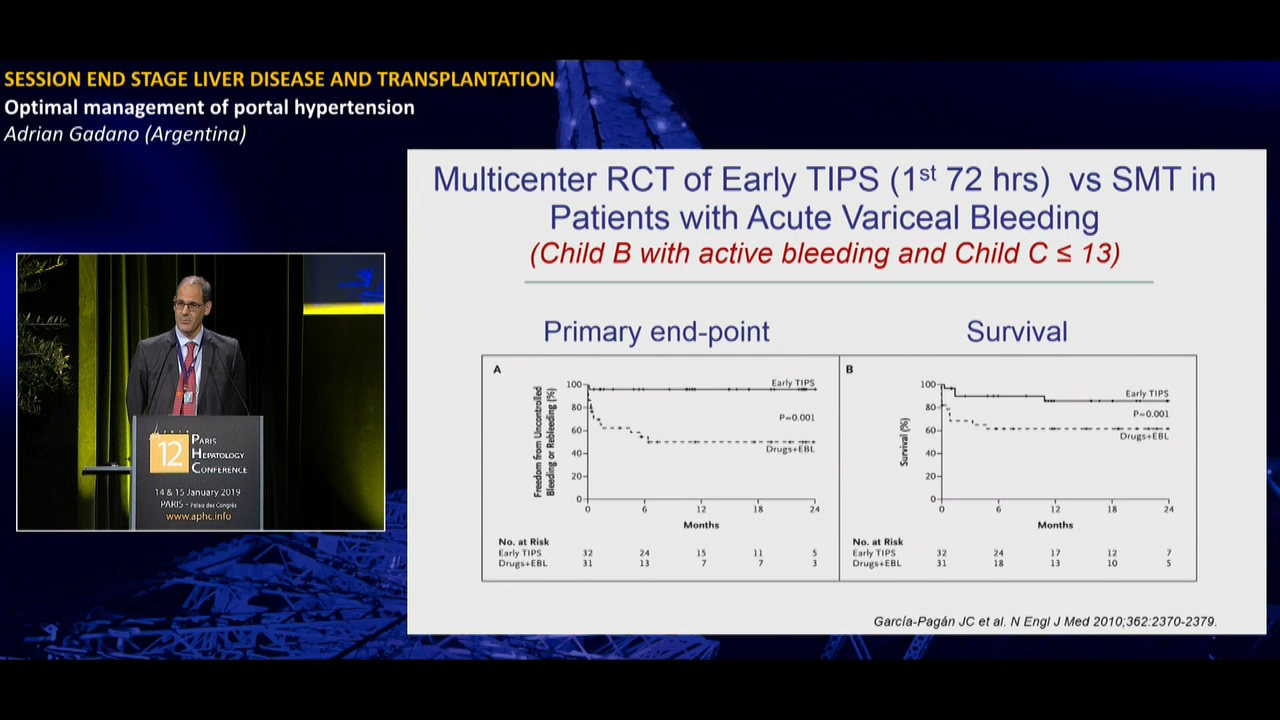 SESSION END STAGE LIVER DISEASE AND TRANSPLANTATION
Optimal management of portal hypertension
Adrian Gadano (Argentina)
Multicenter RCT of Early TIPS (1st 72 hrs) vs SMT in
Patients with Acute Variceal Bleeding
(Child B with active bleeding and Child C ≤ 13)
Primary end-point
Survival
A
Freedom from Uncontrolled
Bleeding or Rebleeding (%)
100
80
60
40
20
0
Early TIPS
P=0.001
Drugs+EBL
0 6 12 18 24
Months
No. at Risk
Early TIPS 32 24 15 11 5
Drugs+EBL 31 13 7 7 3
B
Survival (%)
100
80
60
40
20
0
Early TIPS
P=0.001
Drugs+EBL
0 6 12 18 24
Months
No. at Risk
Early TIPS 32 24 17 12 7
Drugs+EBL 31 18 13 10 5
García-Pagán JC et al. N Engl J Med 2010;362:2370-2379.
12
PARIS
HEPATOLOGY
CONFERENCE
14 & 15 January 2019
PARIS - Palais des Congrès
www.aphc.info